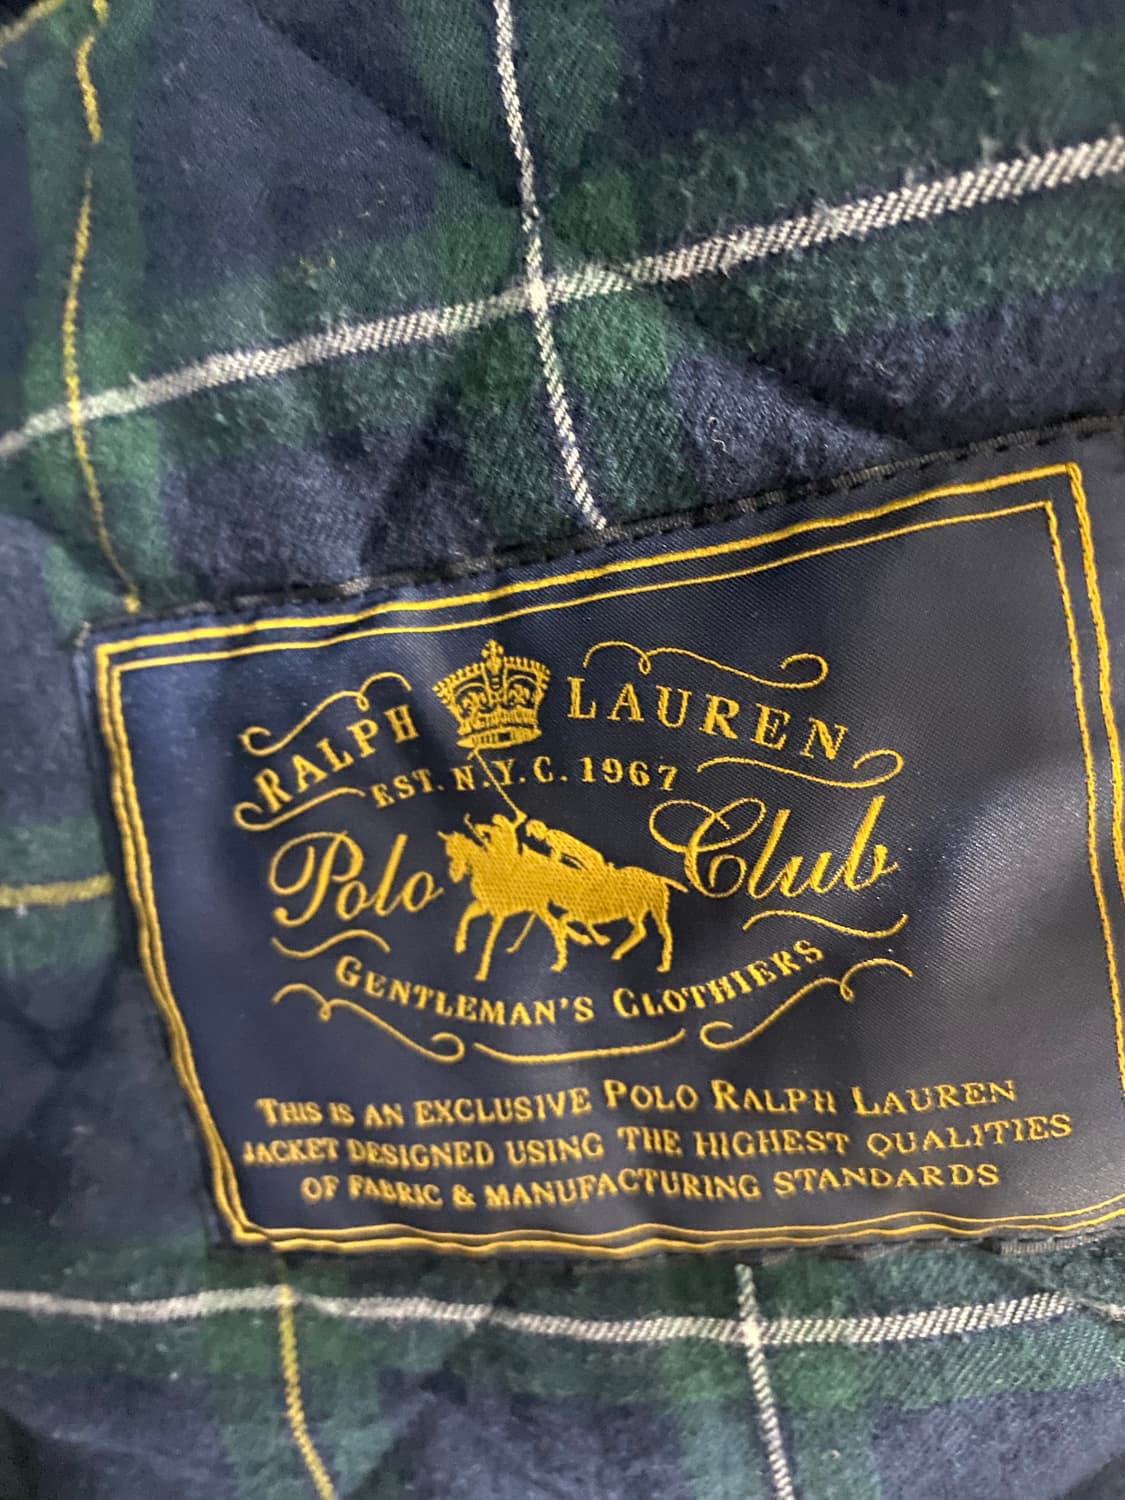 RALPH LAUREN
EST. N.Y.C. 1967
Polo Club
GENTLEMAN'S CLOTHIERS
THIS IS AN EXCLUSIVE POLO RALPH LAUREN
JACKET DESIGNED USING THE HIGHEST QUALITIES
OF FABRIC & MANUFACTURING STANDARDS